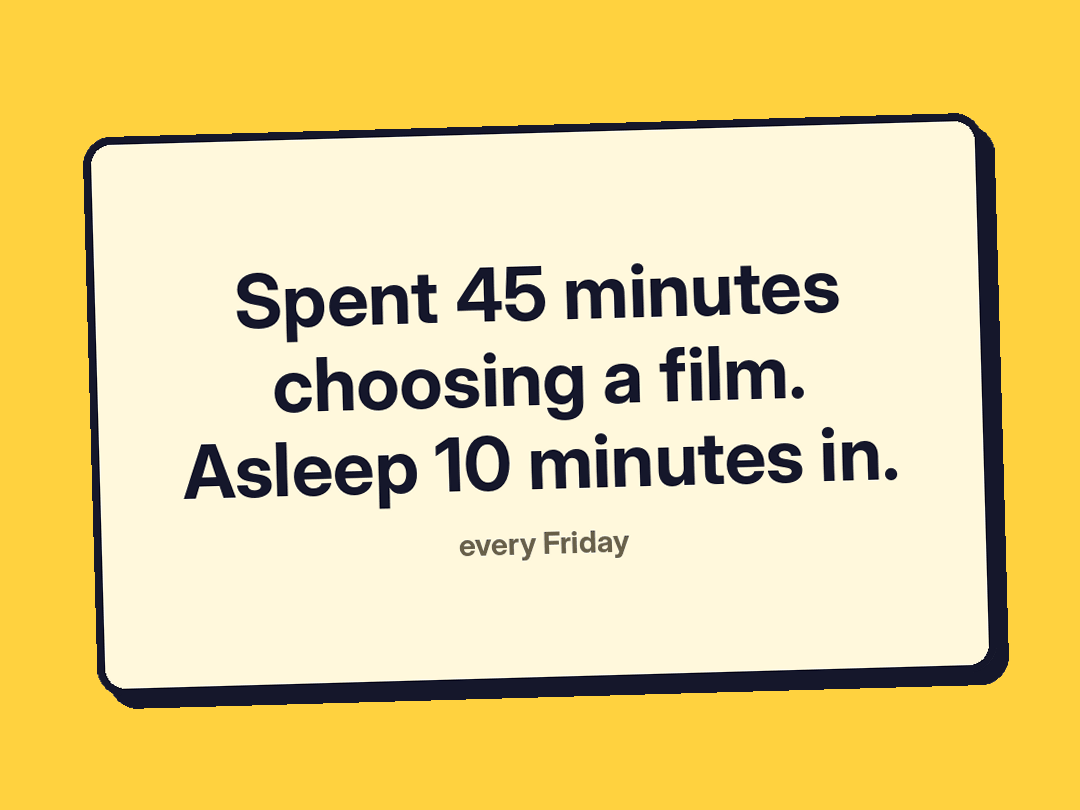 Spent 45 minutes
choosing a film.
Asleep 10 minutes in.
every Friday